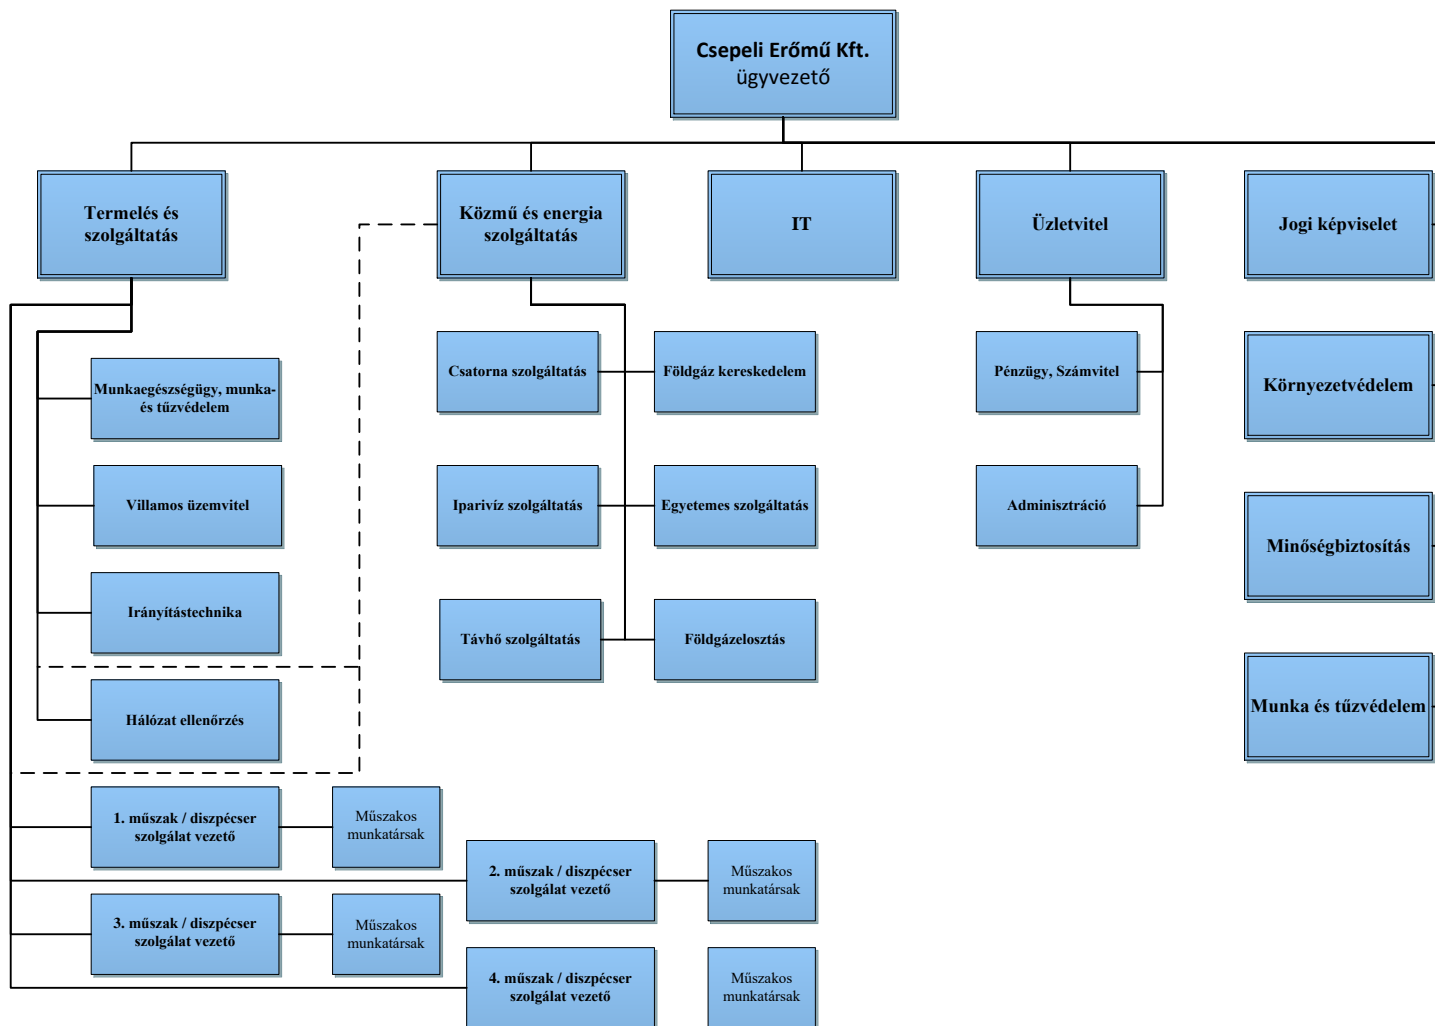 Csepeli Erőmű Kft.
ügyvezető
Termelés és
szolgáltatás
Közmű és energia
szolgáltatás
IT
Üzletvitel
Jogi képviselet
Munkaegészségügy, munka-
és tűzvédelem
Villamos üzemvitel
Irányítástechnika
Hálózat ellenőrzés
Csatorna szolgáltatás
Földgáz kereskedelem
Iparivíz szolgáltatás
Egyetemes szolgáltatás
Távhő szolgáltatás
Földgázelosztás
Pénzügy, Számvitel
Adminisztráció
Környezetvédelem
Minőségbiztosítás
Munka és tűzvédelem
1. műszak / diszpécser
szolgálat vezető
Műszakos
munkatársak
2. műszak / diszpécser
szolgálat vezető
Műszakos
munkatársak
3. műszak / diszpécser
szolgálat vezető
Műszakos
munkatársak
4. műszak / diszpécser
szolgálat vezető
Műszakos
munkatársak